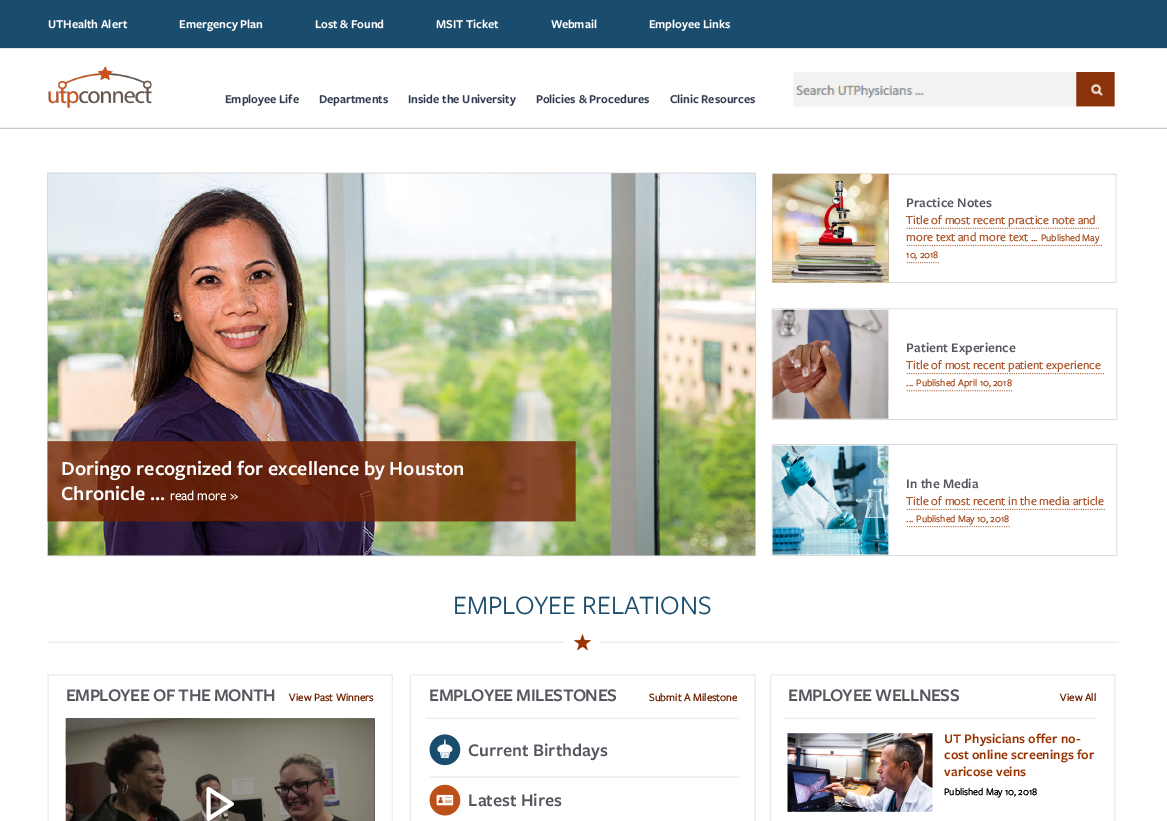 UTHealth Alert Emergency Plan Lost & Found MSIT Ticket Webmail Employee Links
utpconnect
Employee Life Departments Inside the University Policies & Procedures Clinic Resources
Search UTPhysicians ...
Doringo recognized for excellence by Houston
Chronicle ... read more »
Practice Notes
Title of most recent practice note and
more text and more text ... Published May
10, 2018
Patient Experience
Title of most recent patient experience
... Published April 10, 2018
In the Media
Title of most recent in the media article
... Published May 10, 2018
EMPLOYEE RELATIONS
EMPLOYEE OF THE MONTH View Past Winners
EMPLOYEE MILESTONES Submit A Milestone
Current Birthdays
Latest Hires
EMPLOYEE WELLNESS View All
UT Physicians offer no-
cost online screenings for
varicose veins
Published May 10, 2018